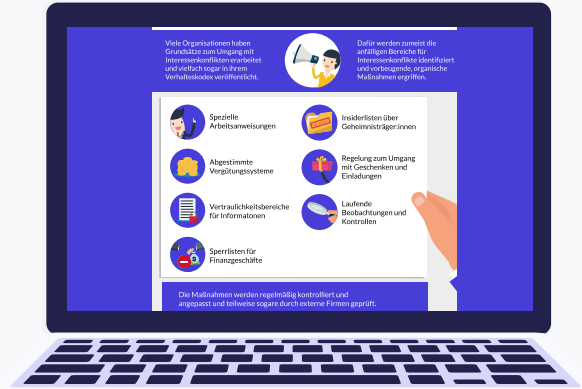 Viele Organisationen haben
Grundsätze zum Umgang mit
Interessenkonflikten erarbeitet
und vielfach sogar in ihrem
Verhalteskodex veröffentlicht.
Dafür werden zumeist die
anfälligen Bereiche für
Interessenkonflikte identifiziert
und vorbeugende, organische
Maßnahmen ergriffen.
Spezielle
Arbeitsanweisungen
Abgestimmte
Vergütungssysteme
Vertraulichkeitsbereiche
für Informatonen
Sperrlisten für
Finanzgeschäfte
Insiderlisten über
Geheimnisträger:innen
Regelung zum Umgang
mit Geschenken und
Einladungen
Laufende
Beobachtungen und
Kontrollen
Die Maßnahmen werden regelmäßig kontrolliert und
angepasst und teilweise sogare durch externe Firmen geprüft.